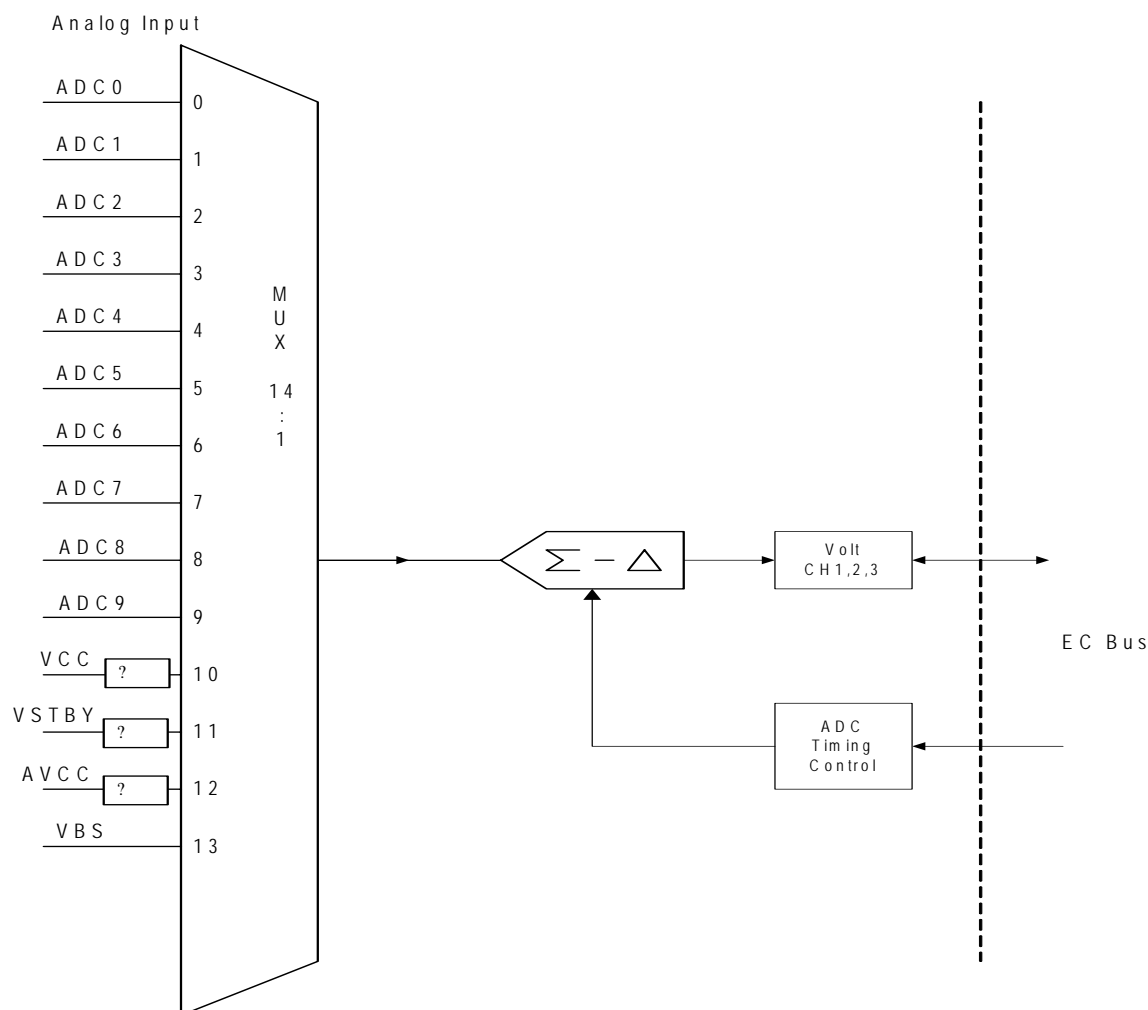 Analog Input
ADC0
0
ADC1
1
ADC2
2
ADC3
3
ADC4
4
ADC5
5
ADC6
6
ADC7
7
ADC8
8
ADC9
9
VCC
?
10
VSTBY
?
11
AVCC
?
12
VBS
13
M
U
X
14
:
1
Σ – Δ
Volt
CH1,2,3
ADC
Timing
Control
EC Bus